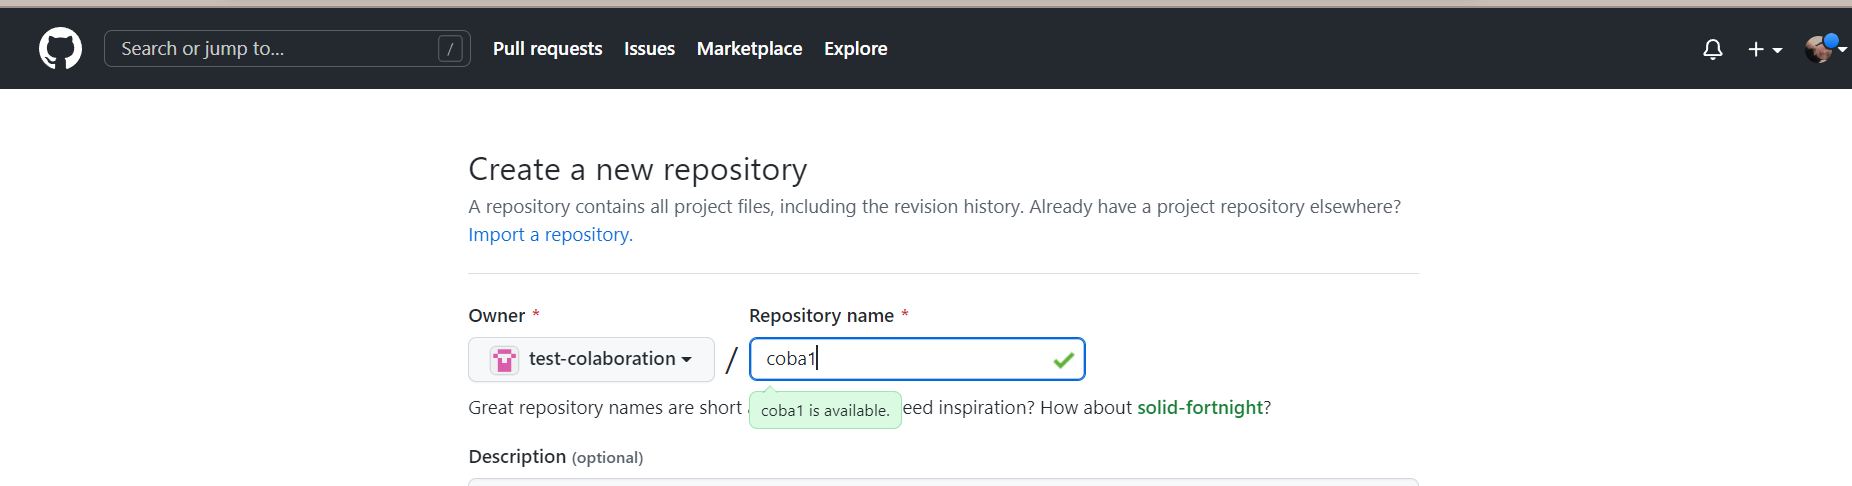 Search or jump to... / Pull requests Issues Marketplace Explore
Create a new repository
A repository contains all project files, including the revision history. Already have a project repository elsewhere?
Import a repository.
Owner * Repository name *
test-colaboration / coba1
Great repository names are short eed inspiration? How about solid-fortnight?
coba1 is available.
Description (optional)